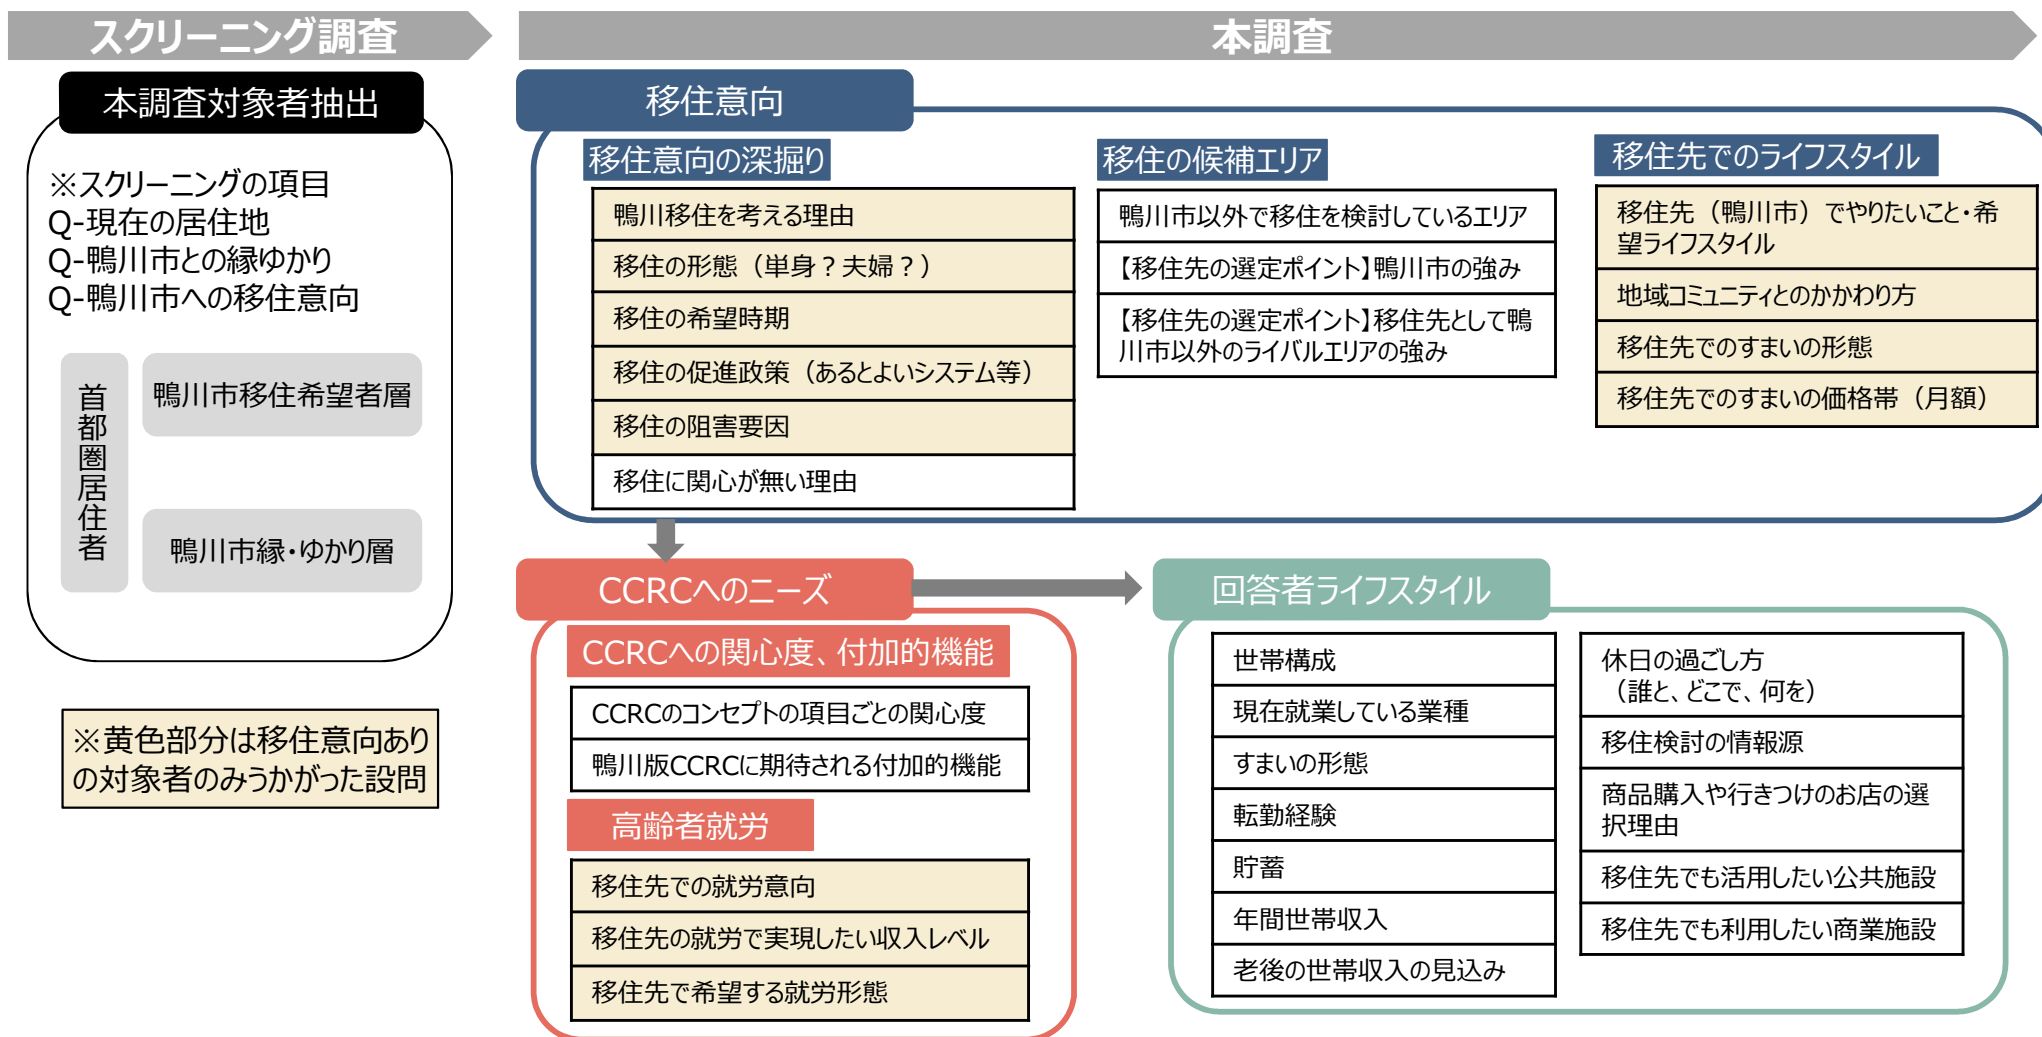 スクリーニング調査
本調査
本調査対象者抽出
※スクリーニングの項目
Q-現在の居住地
Q-鴨川市との縁ゆかり
Q-鴨川市への移住意向
首都圏居住者
鴨川市移住希望者層
鴨川市縁・ゆかり層
※黄色部分は移住意向あり
の対象者のみうかがった設問
移住意向
移住意向の深掘り
鴨川移住を考える理由
移住の形態（単身？夫婦？）
移住の希望時期
移住の促進政策（あるとよいシステム等）
移住の阻害要因
移住に関心が無い理由
移住の候補エリア
鴨川市以外で移住を検討しているエリア
【移住先の選定ポイント】鴨川市の強み
【移住先の選定ポイント】移住先として鴨
川市以外のライバルエリアの強み
移住先でのライフスタイル
移住先（鴨川市）でやりたいこと・希
望ライフスタイル
地域コミュニティとのかかわり方
移住先でのすまいの形態
移住先でのすまいの価格帯（月額）
CCRCへのニーズ
CCRCへの関心度、付加的機能
CCRCのコンセプトの項目ごとの関心度
鴨川版CCRCに期待される付加的機能
高齢者就労
移住先での就労意向
移住先の就労で実現したい収入レベル
移住先で希望する就労形態
回答者ライフスタイル
世帯構成
現在就業している業種
すまいの形態
転勤経験
貯蓄
年間世帯収入
老後の世帯収入の見込み
休日の過ごし方
（誰と、どこで、何を）
移住検討の情報源
商品購入や行きつけのお店の選
択理由
移住先でも活用したい公共施設
移住先でも利用したい商業施設